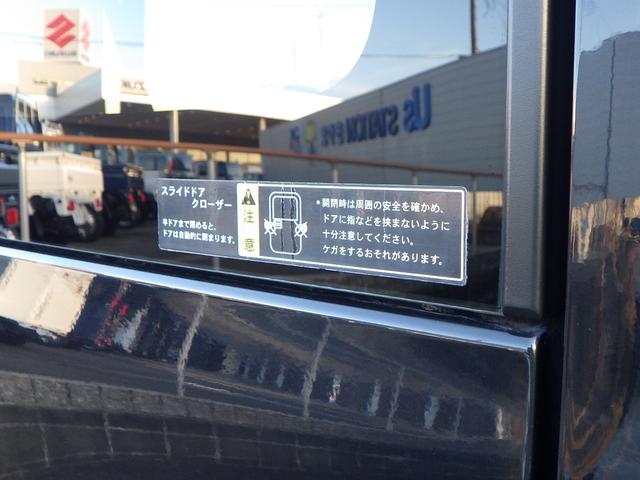 スライドドア
クローザー
半ドアまで閉めると、
ドアは自動的に閉まります。
注
意
*開閉時は周囲の安全を確かめ、
ドアに指などを挟まないように
十分注意してください。
ケガをするおそれがあります。
U's STATION